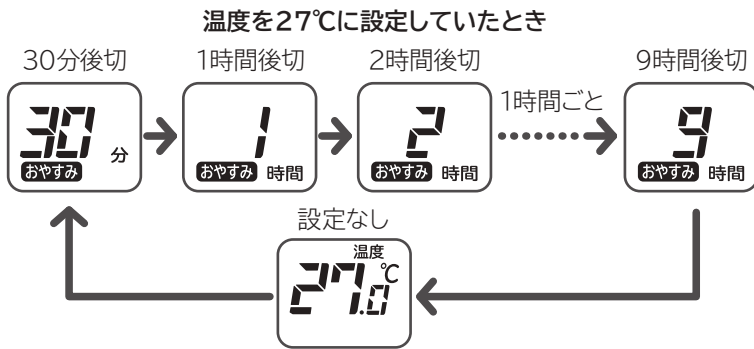 温度を27℃に設定していたとき
30分後切 1時間後切 2時間後切 9時間後切
1時間ごと
30 分
おやすみ
1
おやすみ 時間
2
おやすみ 時間
9
おやすみ 時間
設定なし
温度
27.0℃